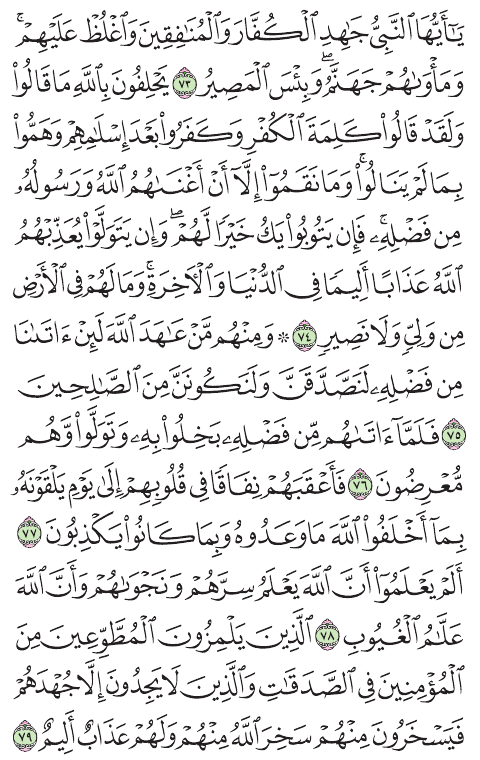 يَـٰٓأَيُّهَا ٱلنَّبِىُّ جَـٰهِدِ ٱلْكُفَّارَ وَٱلْمُنَـٰفِقِينَ وَٱغْلُظْ عَلَيْهِمْ ۚ
وَمَأْوَىٰهُمْ جَهَنَّمُ ۖ وَبِئْسَ ٱلْمَصِيرُ ٧٣ يَحْلِفُونَ بِٱللَّهِ مَا قَالُوا۟
وَلَقَدْ قَالُوا۟ كَلِمَةَ ٱلْكُفْرِ وَكَفَرُوا۟ بَعْدَ إِسْلَـٰمِهِمْ وَهَمُّوا۟
بِمَا لَمْ يَنَالُوا۟ ۚ وَمَا نَقَمُوٓا۟ إِلَّآ أَنْ أَغْنَىٰهُمُ ٱللَّهُ وَرَسُولُهُۥ
مِن فَضْلِهِۦ ۚ فَإِن يَتُوبُوا۟ يَكُ خَيْرًا لَّهُمْ ۖ وَإِن يَتَوَلَّوْا۟ يُعَذِّبْهُمُ
ٱللَّهُ عَذَابًا أَلِيمًا فِى ٱلدُّنْيَا وَٱلْـَٔاخِرَةِ ۚ وَمَا لَهُمْ فِى ٱلْأَرْضِ
مِن وَلِىٍّ وَلَا نَصِيرٍ ٧٤ ۞ وَمِنْهُم مَّنْ عَـٰهَدَ ٱللَّهَ لَئِنْ ءَاتَىٰنَا
مِن فَضْلِهِۦ لَنَصَّدَّقَنَّ وَلَنَكُونَنَّ مِنَ ٱلصَّـٰلِحِينَ
٧٥ فَلَمَّآ ءَاتَىٰهُم مِّن فَضْلِهِۦ بَخِلُوا۟ بِهِۦ وَتَوَلَّوا۟ وَّهُم
مُّعْرِضُونَ ٧٦ فَأَعْقَبَهُمْ نِفَاقًا فِى قُلُوبِهِمْ إِلَىٰ يَوْمِ يَلْقَوْنَهُۥ
بِمَآ أَخْلَفُوا۟ ٱللَّهَ مَا وَعَدُوهُ وَبِمَا كَانُوا۟ يَكْذِبُونَ ٧٧
أَلَمْ يَعْلَمُوٓا۟ أَنَّ ٱللَّهَ يَعْلَمُ سِرَّهُمْ وَنَجْوَىٰهُمْ وَأَنَّ ٱللَّهَ
عَلَّـٰمُ ٱلْغُيُوبِ ٧٨ ٱلَّذِينَ يَلْمِزُونَ ٱلْمُطَّوِّعِينَ مِنَ
ٱلْمُؤْمِنِينَ فِى ٱلصَّدَقَـٰتِ وَٱلَّذِينَ لَا يَجِدُونَ إِلَّا جُهْدَهُمْ
فَيَسْخَرُونَ مِنْهُمْ سَخِرَ ٱللَّهُ مِنْهُمْ وَلَهُمْ عَذَابٌ أَلِيمٌ ٧٩